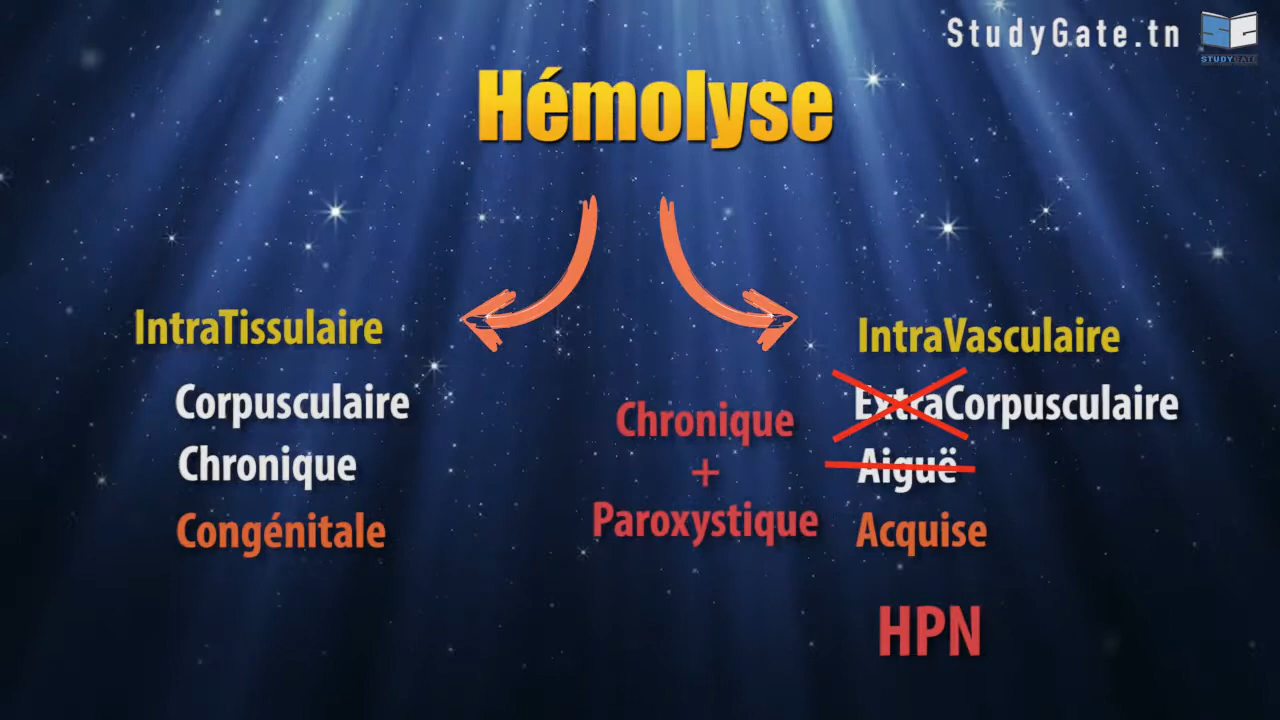 StudyGate.tn
STUDYGATE
Hémolyse
IntraTissulaire
Corpusculaire
Chronique
Congénitale
Chronique
+
Paroxystique
IntraVasculaire
ExtraCorpusculaire
Aiguë
Acquise
HPN